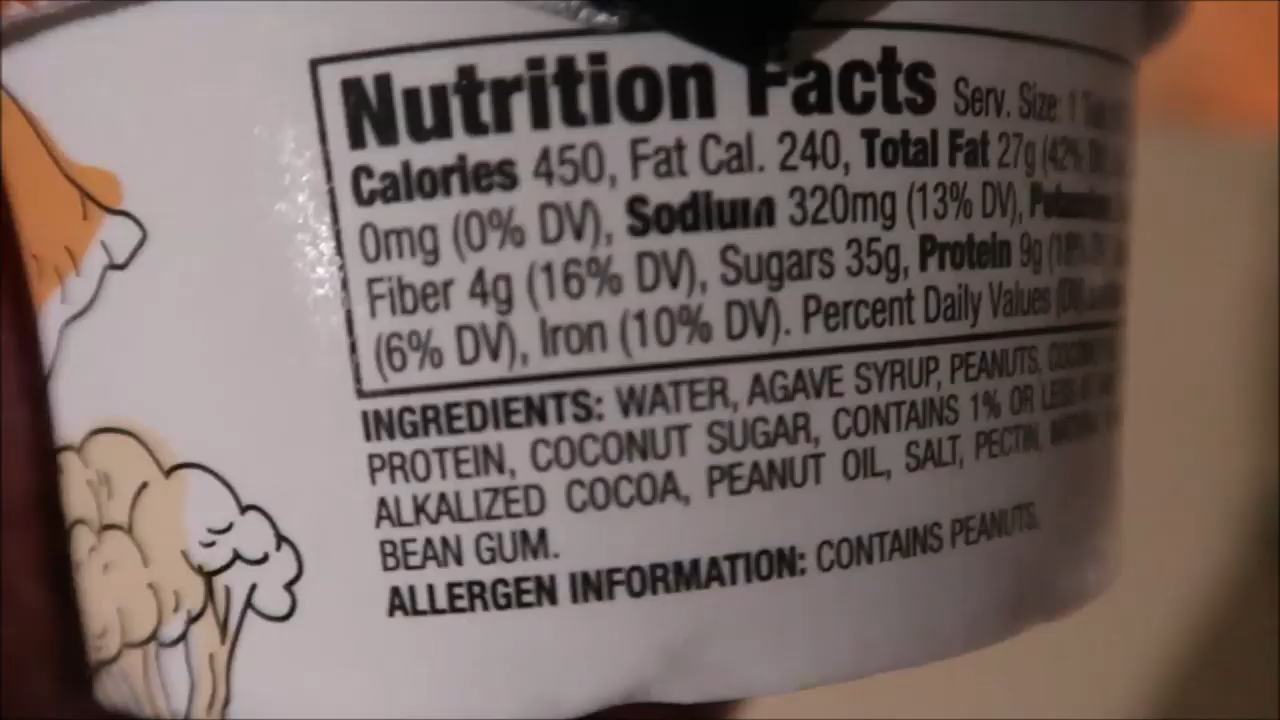 Nutrition Facts Serv. Size: 1
Calories 450, Fat Cal. 240, Total Fat 27g (42%
0mg (0% DV), Sodium 320mg (13% DV),
Fiber 4g (16% DV), Sugars 35g, Protein 9g (18%
(6% DV), Iron (10% DV). Percent Daily Values (DV)
INGREDIENTS: WATER, AGAVE SYRUP, PEANUTS, COCONUT
PROTEIN, COCONUT SUGAR, CONTAINS 1% OR LESS
ALKALIZED COCOA, PEANUT OIL, SALT, PECTIN,
BEAN GUM.
ALLERGEN INFORMATION: CONTAINS PEANUTS.